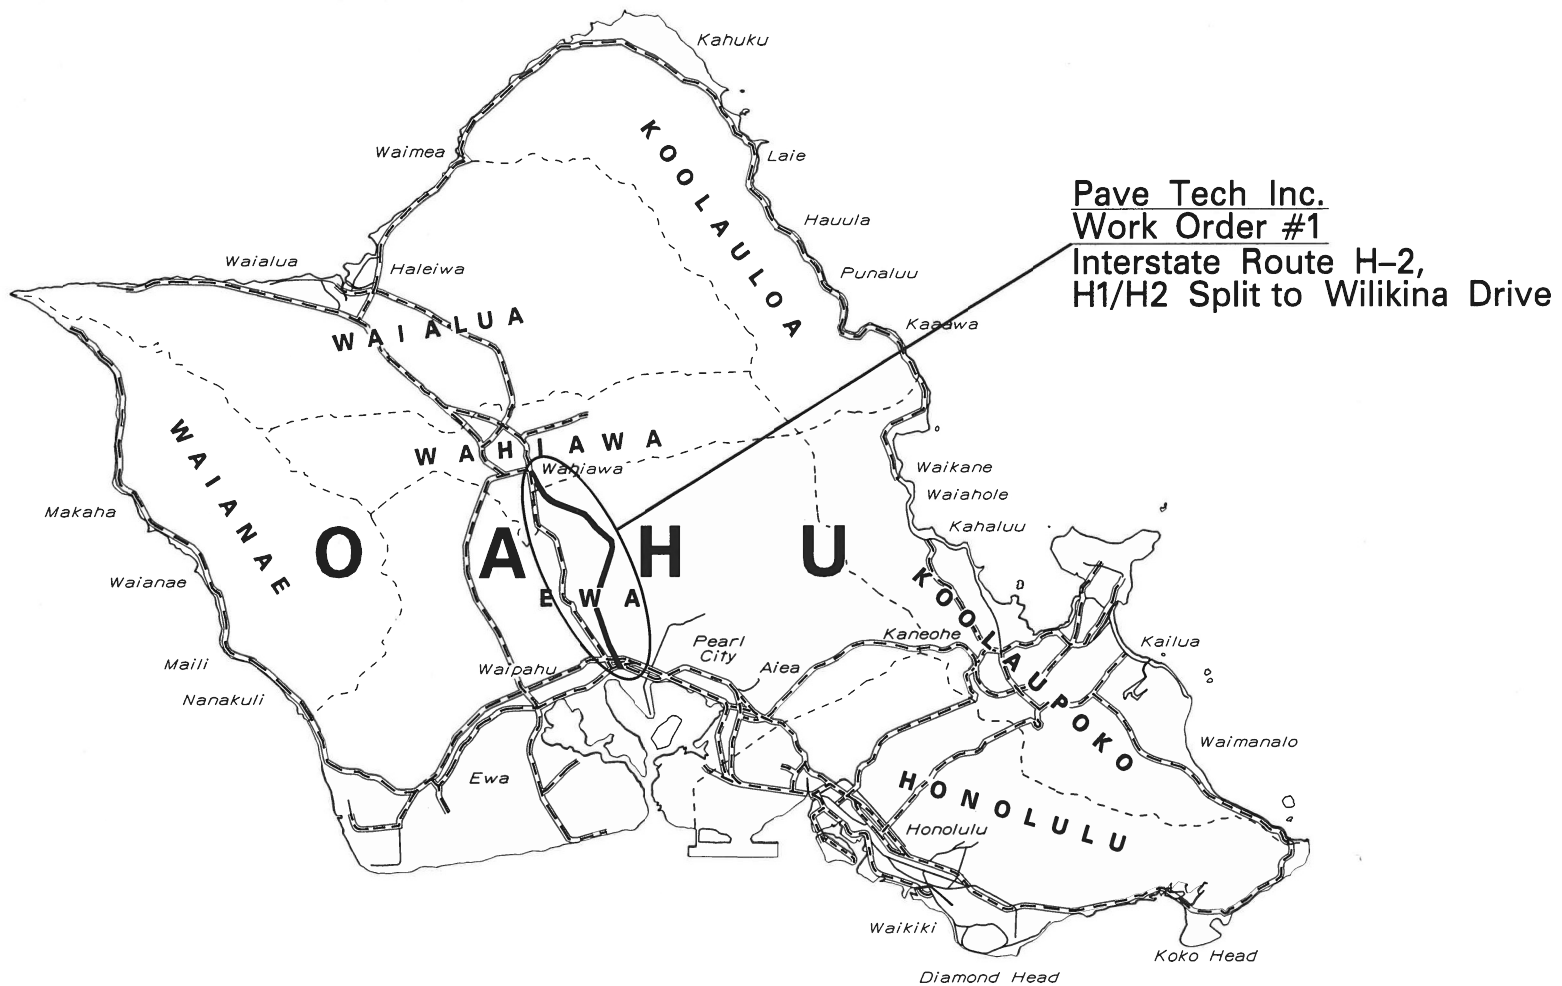 Kahuku
KOOLAULOA
Waimea
Laie
Pave Tech Inc.
Work Order #1
Interstate Route H-2,
H1/H2 Split to Wilikina Drive
Hauula
Waialua
Haleiwa
Punaluu
WAIALUA
Kaaawa
WAIANAE
WAHIAWA
Wahiawa
Waikane
Waiahole
Makaha
Kahaluu
OAHU
Waianae
EWA
KOOLAUPOKO
Kaneohe
Pearl
City
Kailua
Maili
Waipahu
Aiea
Nanakuli
Waimanalo
Ewa
HONOLULU
Honolulu
Waikiki
Koko Head
Diamond Head